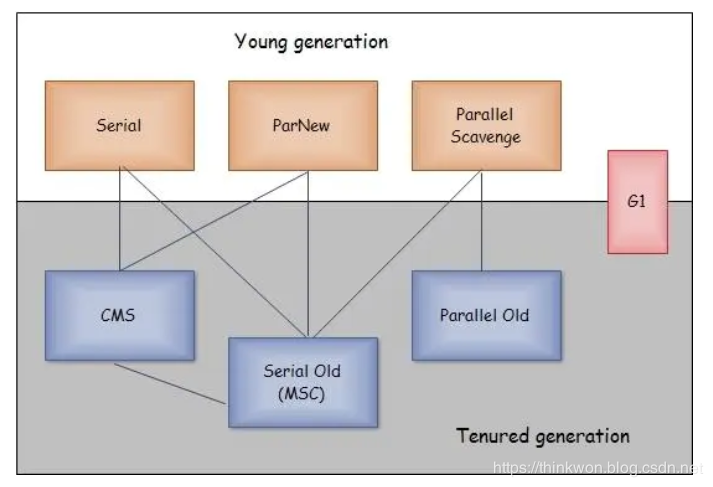 Young generation
Serial
ParNew
Parallel
Scavenge
G1
CMS
Serial Old
(MSC)
Parallel Old
Tenured generation
https://thinkwon.blog.csdn.net